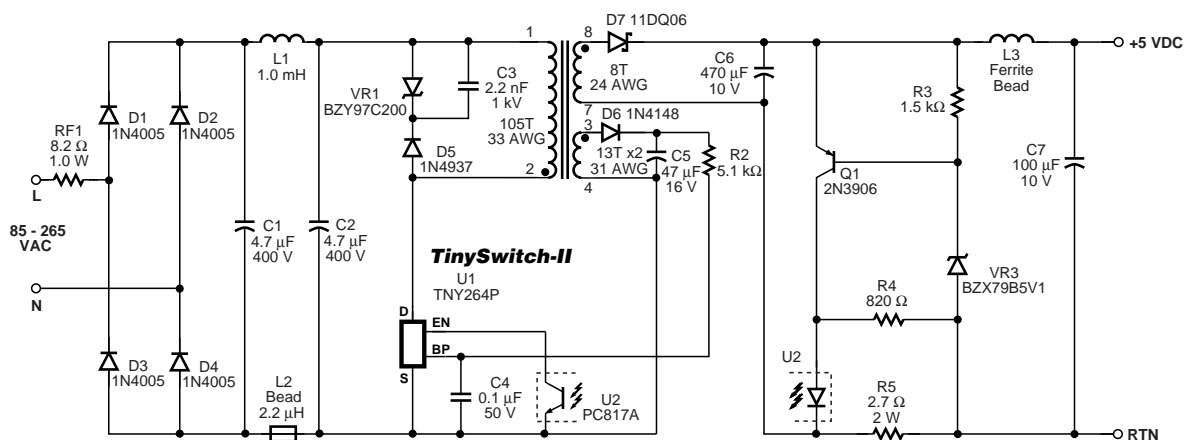 D7 11DQ06
1
8
+5 VDC
L1
1.0 mH
C3
2.2 nF
1 kV
8T
24 AWG
C6
470 µF
10 V
L3
Ferrite
Bead
VR1
BZY97C200
R3
1.5 kΩ
7
D6 1N4148
3
D1
1N4005
D2
1N4005
105T
33 AWG
RF1
8.2 Ω
1.0 W
D5
1N4937
13T x2
31 AWG
C5
47 µF
16 V
R2
5.1 kΩ
C7
100 µF
10 V
2
4
Q1
2N3906
L
85 - 265
VAC
C1
4.7 µF
400 V
C2
4.7 µF
400 V
TinySwitch-II
U1
TNY264P
VR3
BZX79B5V1
N
R4
820 Ω
D
EN
BP
S
U2
D3
1N4005
D4
1N4005
L2
Bead
2.2 µH
C4
0.1 µF
50 V
U2
PC817A
R5
2.7 Ω
2 W
RTN